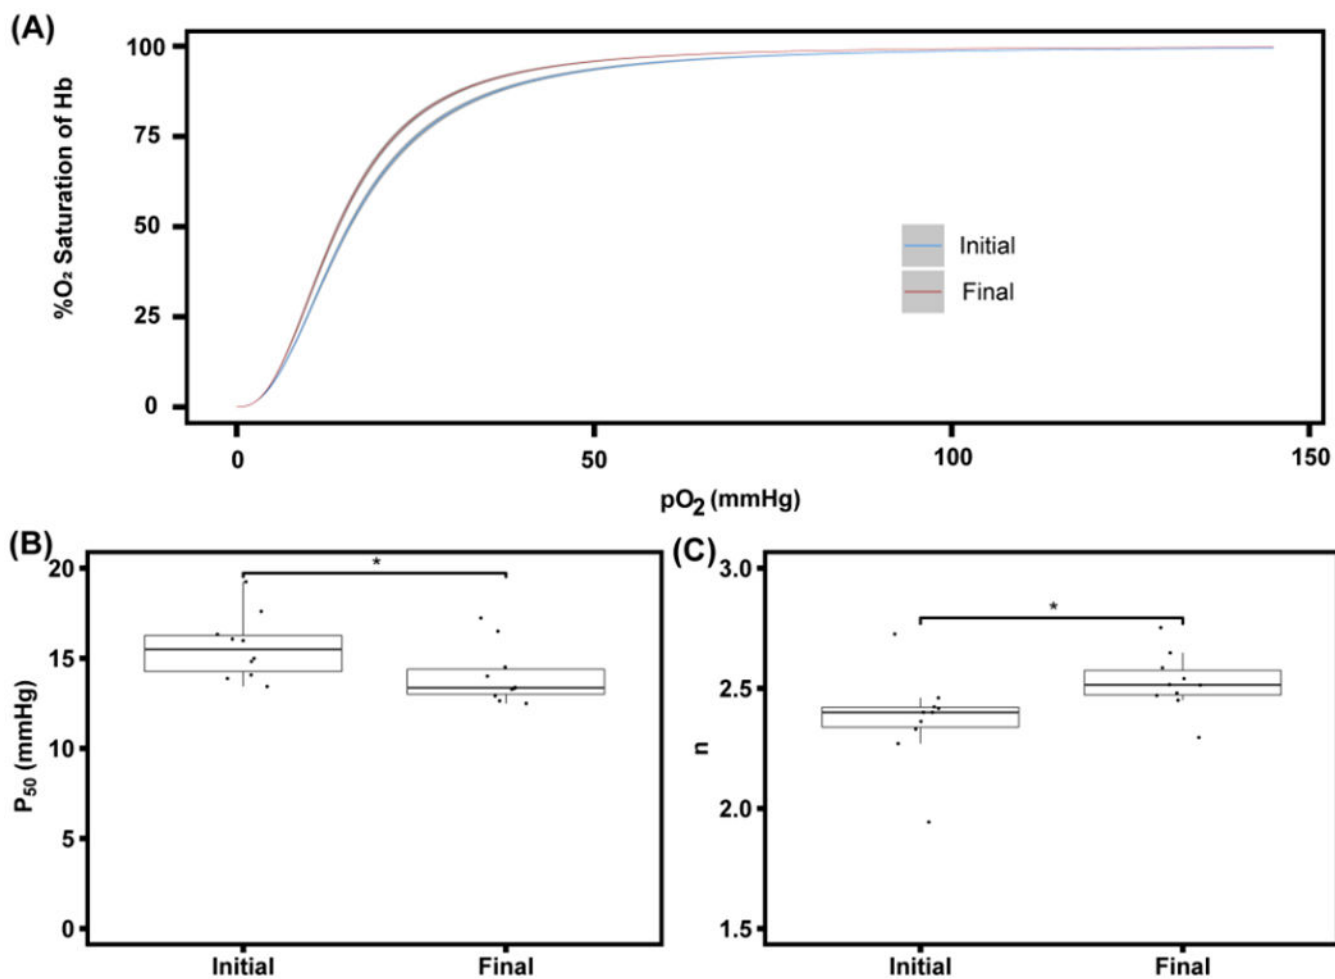 (A)
%O₂ Saturation of Hb
100
75
50
25
0
Initial
Final
0 50 100 150
pO₂ (mmHg)
(B)
P₅₀ (mmHg)
20
15
10
5
0
*
Initial Final
(C)
n
3.0
2.5
2.0
1.5
*
Initial Final